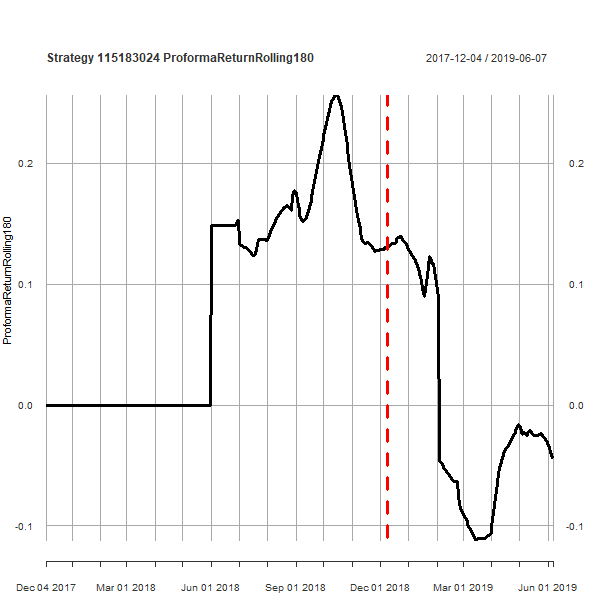 Strategy 115183024 ProformaReturnRolling180
2017-12-04 / 2019-06-07
ProformaReturnRolling180
0.2
0.2
0.1
0.1
0.0
0.0
-0.1
-0.1
Dec 04 2017
Mar 01 2018
Jun 01 2018
Sep 01 2018
Dec 01 2018
Mar 01 2019
Jun 01 2019